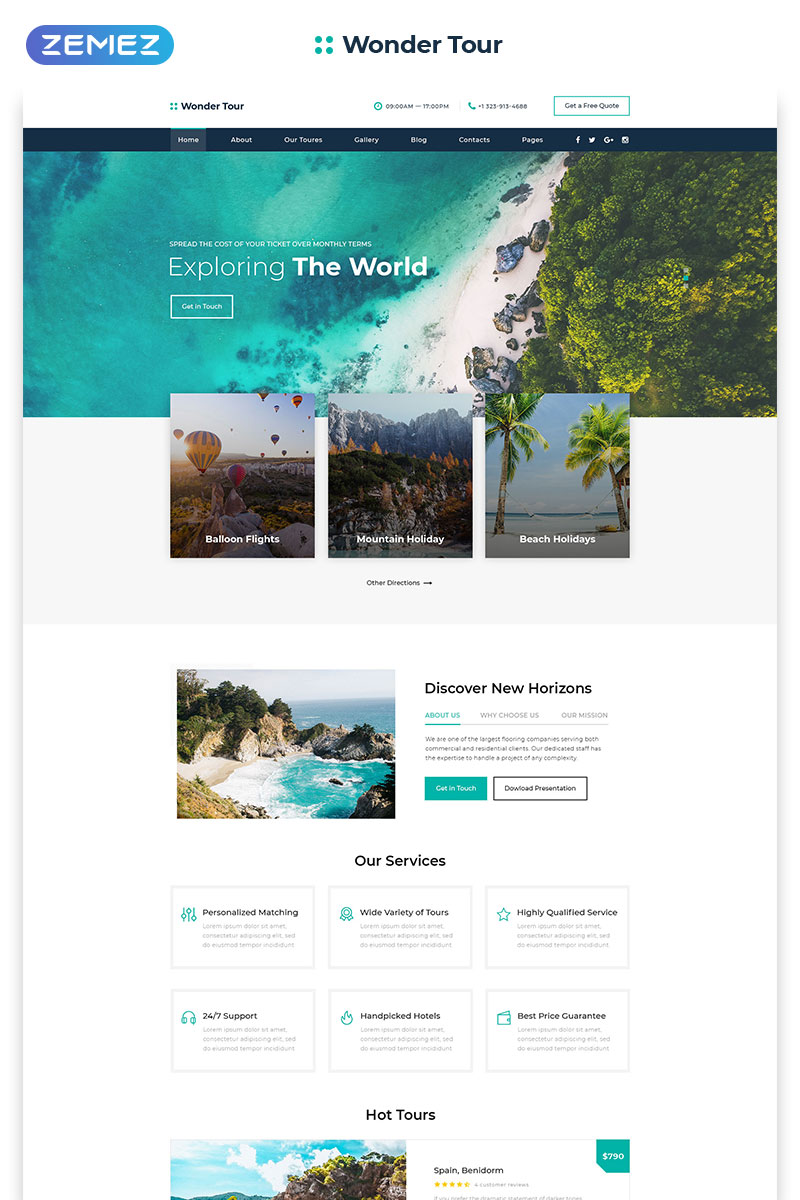 ZEMEZ
Wonder Tour
Wonder Tour
09:00AM — 17:00PM
+1 323-913-4688
Get a Free Quote
Home About Our Toures Gallery Blog Contacts Pages
SPREAD THE COST OF YOUR TICKET OVER MONTHLY TERMS
Exploring The World
Get in Touch
Balloon Flights
Mountain Holiday
Beach Holidays
Other Directions
Discover New Horizons
ABOUT US WHY CHOOSE US OUR MISSION
We are one of the largest flooring companies serving both
commercial and residential clients. Our dedicated staff has
the expertise to handle a project of any complexity.
Get in Touch
Dowload Presentation
Our Services
Personalized Matching
Lorem ipsum dolor sit amet,
consectetur adipiscing elit, sed
do eiusmod tempor incididunt
Wide Variety of Tours
Lorem ipsum dolor sit amet,
consectetur adipiscing elit, sed
do eiusmod tempor incididunt
Highly Qualified Service
Lorem ipsum dolor sit amet,
consectetur adipiscing elit, sed
do eiusmod tempor incididunt
24/7 Support
Lorem ipsum dolor sit amet,
consectetur adipiscing elit, sed
do eiusmod tempor incididunt
Handpicked Hotels
Lorem ipsum dolor sit amet,
consectetur adipiscing elit, sed
do eiusmod tempor incididunt
Best Price Guarantee
Lorem ipsum dolor sit amet,
consectetur adipiscing elit, sed
do eiusmod tempor incididunt
Hot Tours
$790
Spain, Benidorm
4 customer reviews
If you prefer the dramatic statement of darker tones